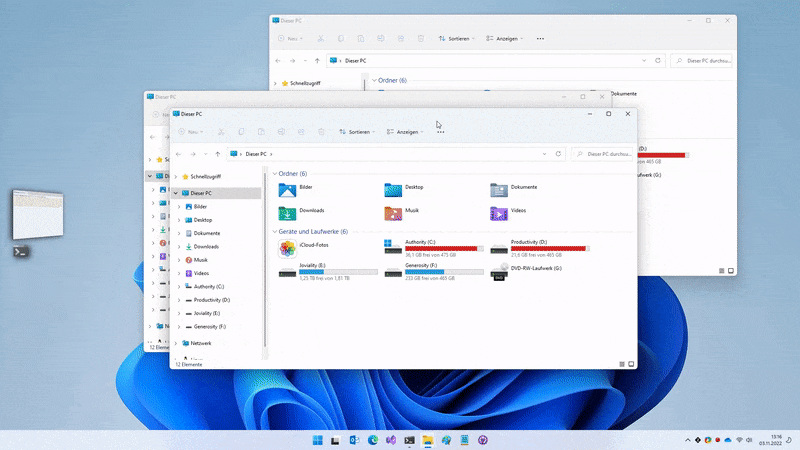 Dieser PC
Neu
Sortieren
Anzeigen
Dieser PC
Dieser PC durchsu...
Schnellzugriff
Ordner (6)
Dokumente
Dieser PC
Dieser PC
Neu
Sortieren
Anzeigen
Dieser PC
Dieser PC durchsu...
Schnellzugriff
Dieser PC
Bilder
Desktop
Dokumente
Downloads
Musik
Videos
Authority (C:)
Productivity (D:)
Joviality (E:)
Generosity (F:)
Netzwerk
12 Elemente
Ordner (6)
Bilder
Desktop
Dokumente
Downloads
Musik
Videos
Geräte und Laufwerke (6)
iCloud-Fotos
Authority (C:)
36,1 GB frei von 475 GB
Productivity (D:)
21,6 GB frei von 465 GB
Joviality (E:)
1,25 TB frei von 1,81 TB
Generosity (F:)
233 GB frei von 465 GB
DVD-RW-Laufwerk (G:)
12 Elemente
(D:)
von 465 GB
fwerk (G:)
13:16
03.11.2022